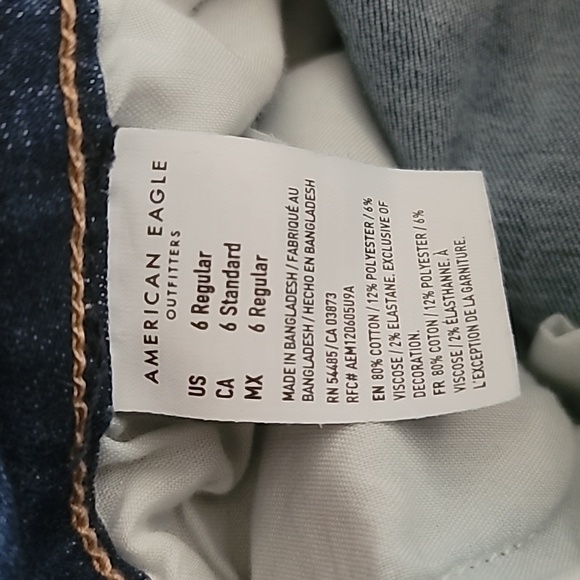 AMERICAN EAGLE
OUTFITTERS
US 6 Regular
CA 6 Standard
MX 6 Regular
MADE IN BANGLADESH / FABRIQUÉ AU
BANGLADESH / HECHO EN BANGLADESH
RN 54485/CA 03873
RFC# AEM120605U9A
EN 80% COTTON / 12% POLYESTER / 6%
VISCOSE / 2% ELASTANE. EXCLUSIVE OF
DECORATION.
FR 80% COTON / 12% POLYESTER / 6%
VISCOSE / 2% ÉLASTHANNE. À
L'EXCEPTION DE LA GARNITURE.